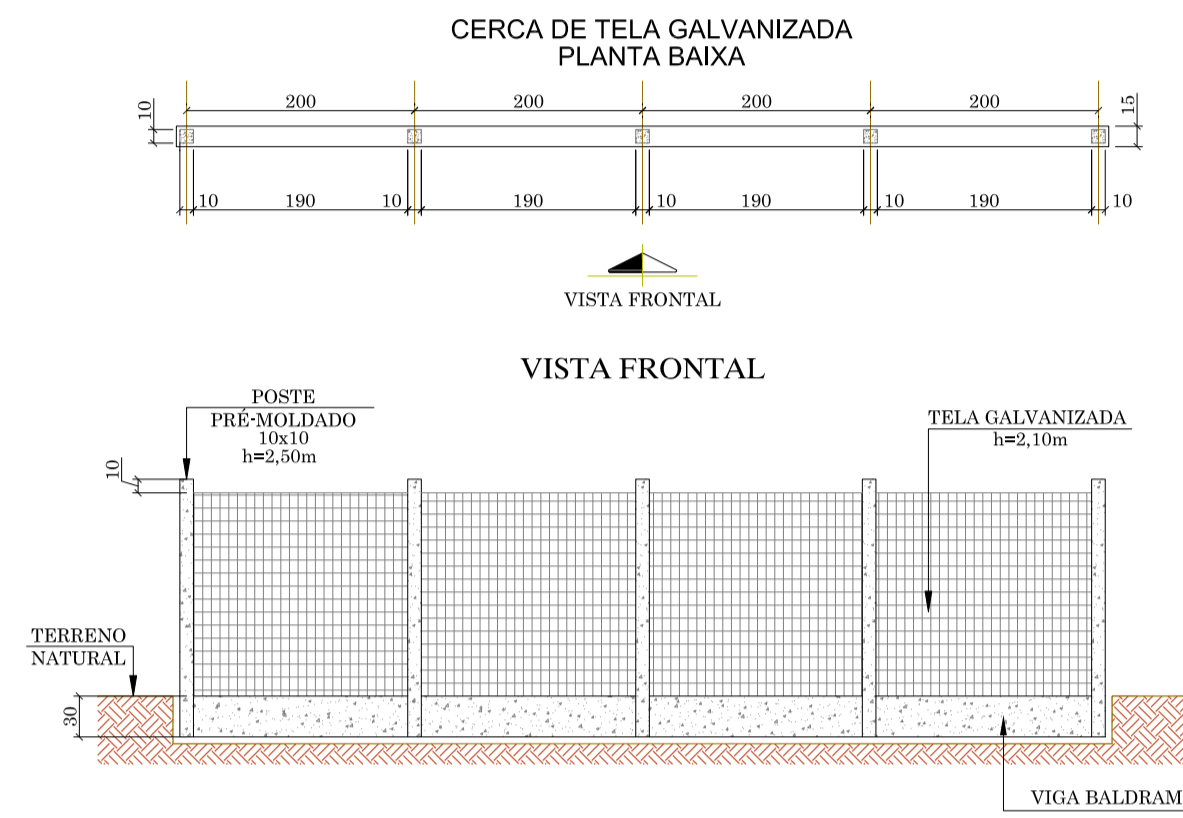 CERCA DE TELA GALVANIZADA
PLANTA BAIXA
200 200 200 200
10
15
10 190 10 190 10 190 10 190 10
VISTA FRONTAL
VISTA FRONTAL
POSTE
PRÉ-MOLDADO
10x10
h=2,50m
TELA GALVANIZADA
h=2,10m
10
TERRENO
NATURAL
30
VIGA BALDRAM